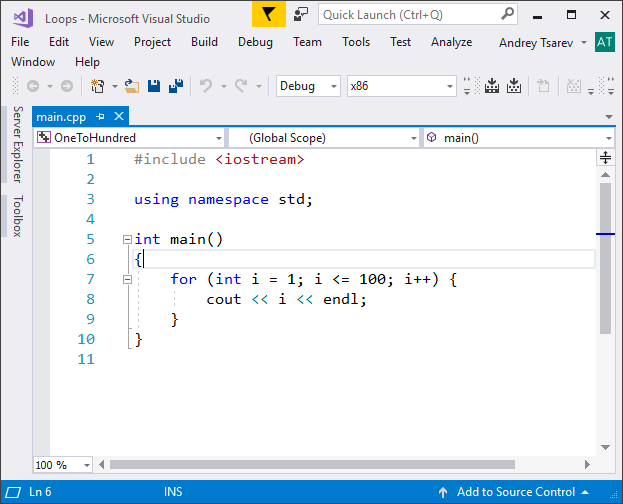 Loops - Microsoft Visual Studio
Quick Launch (Ctrl+Q)
File Edit View Project Build Debug Team Tools Test Analyze Andrey Tsarev AT
Window Help
Debug x86
Server Explorer
Toolbox
main.cpp
OneToHundred (Global Scope) main()
1 #include <iostream>
2
3 using namespace std;
4
5 int main()
6 {
7 for (int i = 1; i <= 100; i++) {
8 cout << i << endl;
9 }
10 }
11
100 %
Ln 6 INS Add to Source Control